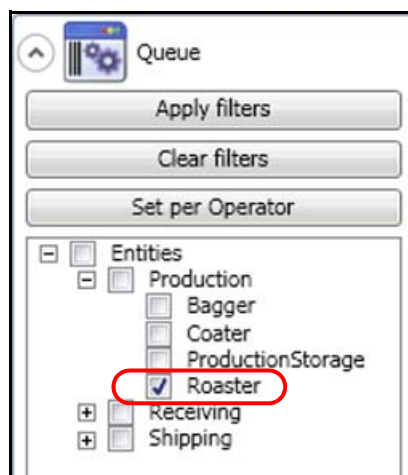 Queue
Apply filters
Clear filters
Set per Operator
Entities
Production
Bagger
Coater
ProductionStorage
Roaster
Receiving
Shipping